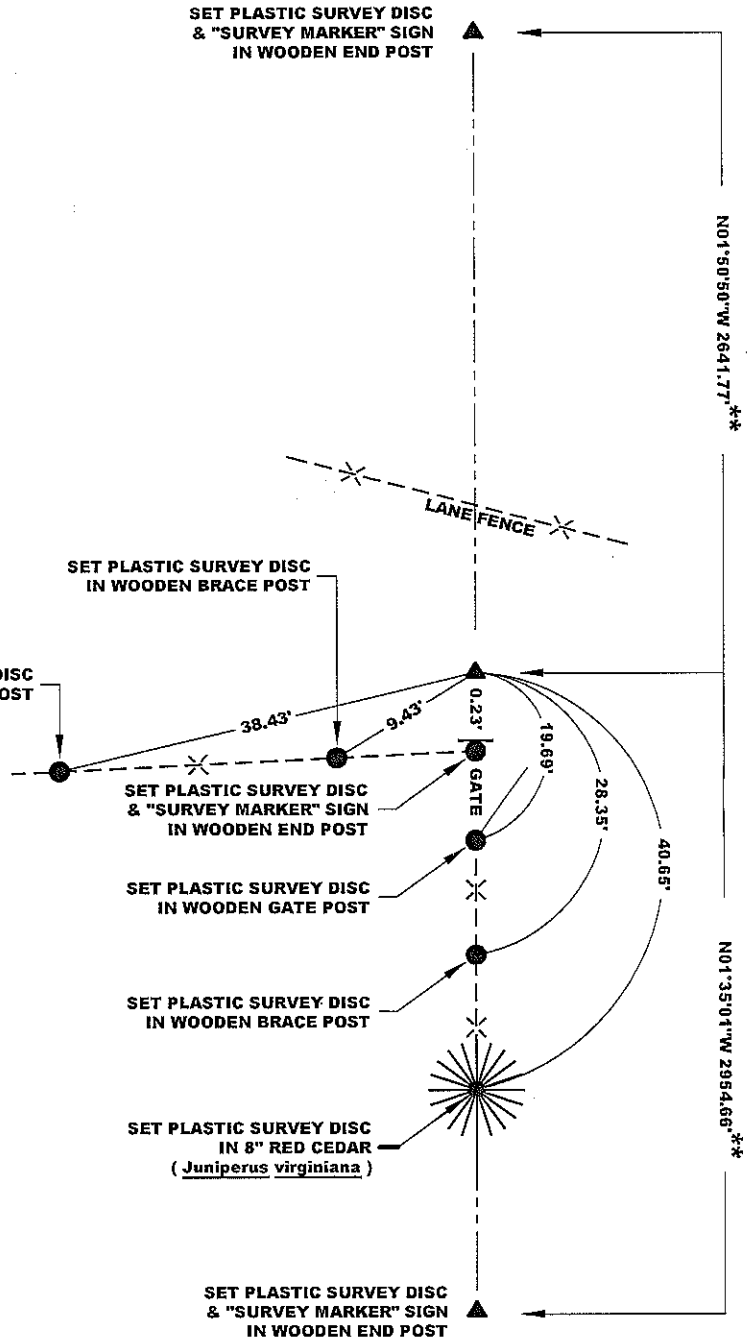 SET PLASTIC SURVEY DISC
& "SURVEY MARKER" SIGN
IN WOODEN END POST
N01°50'50"W 2641.77'**
LANE FENCE
SET PLASTIC SURVEY DISC
IN WOODEN BRACE POST
DISC
OST
38.43'
9.43'
0.23'
19.69'
GATE
28.35'
40.65'
SET PLASTIC SURVEY DISC
& "SURVEY MARKER" SIGN
IN WOODEN END POST
SET PLASTIC SURVEY DISC
IN WOODEN GATE POST
SET PLASTIC SURVEY DISC
IN WOODEN BRACE POST
N01°35'01"W 2954.66'**
SET PLASTIC SURVEY DISC
IN 8" RED CEDAR
( Juniperus virginiana )
SET PLASTIC SURVEY DISC
& "SURVEY MARKER" SIGN
IN WOODEN END POST